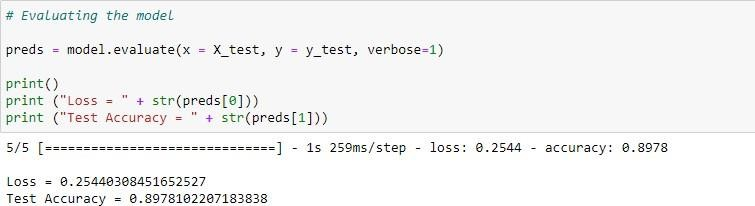 # Evaluating the model
preds = model.evaluate(x = X_test, y = y_test, verbose=1)
print()
print ("Loss = " + str(preds[0]))
print ("Test Accuracy = " + str(preds[1]))
5/5 [==============================] - 1s 259ms/step - loss: 0.2544 - accuracy: 0.8978
Loss = 0.25440308451652527
Test Accuracy = 0.8978102207183838